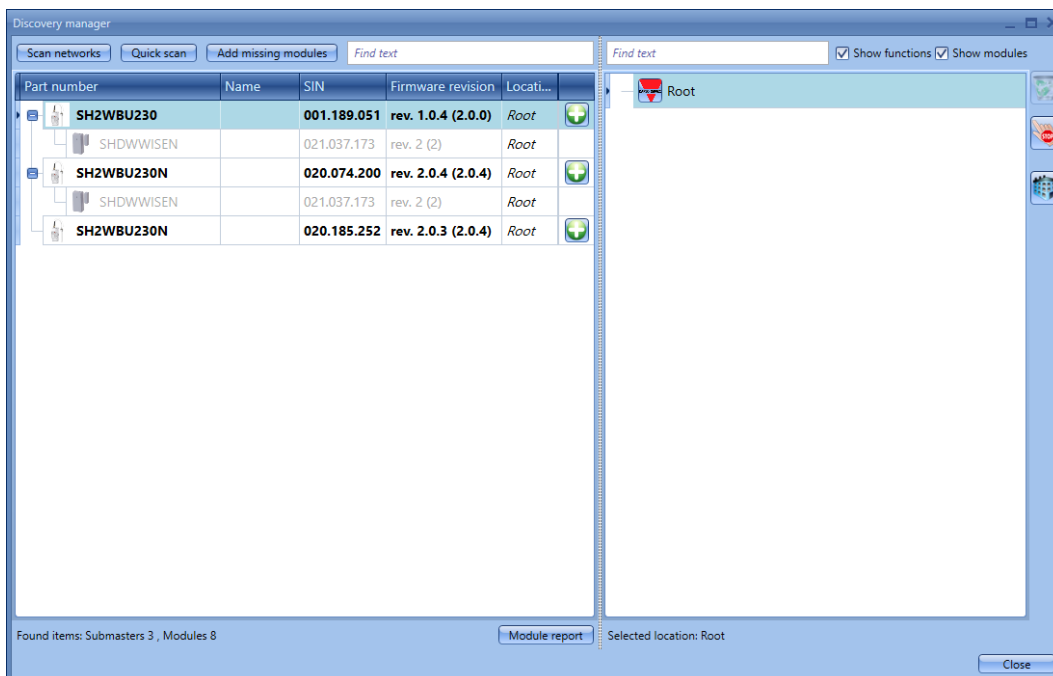 Discovery manager
Scan networks Quick scan Add missing modules Find text Find text Show functions Show modules
Part number Name SIN Firmware revision Locati... Root
SH2WBU230 001.189.051 rev. 1.0.4 (2.0.0) Root
SHDWWISEN 021.037.173 rev. 2 (2) Root
SH2WBU230N 020.074.200 rev. 2.0.4 (2.0.4) Root
SHDWWISEN 021.037.173 rev. 2 (2) Root
SH2WBU230N 020.185.252 rev. 2.0.3 (2.0.4) Root
STOP
Found items: Submasters 3 , Modules 8 Module report Selected location: Root
Close